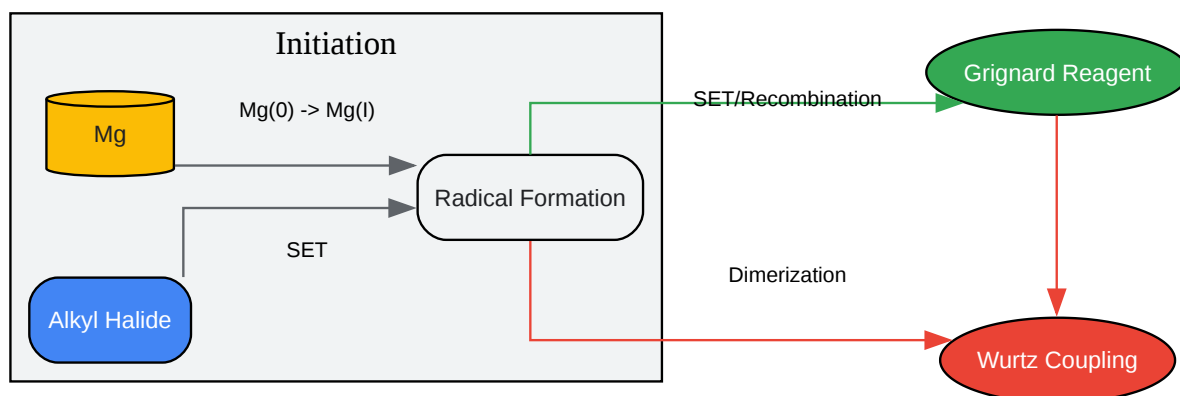 Initiation
Mg
Mg(0) -> Mg(I)
Radical Formation
SET
Alkyl Halide
SET/Recombination
Grignard Reagent
Dimerization
Wurtz Coupling